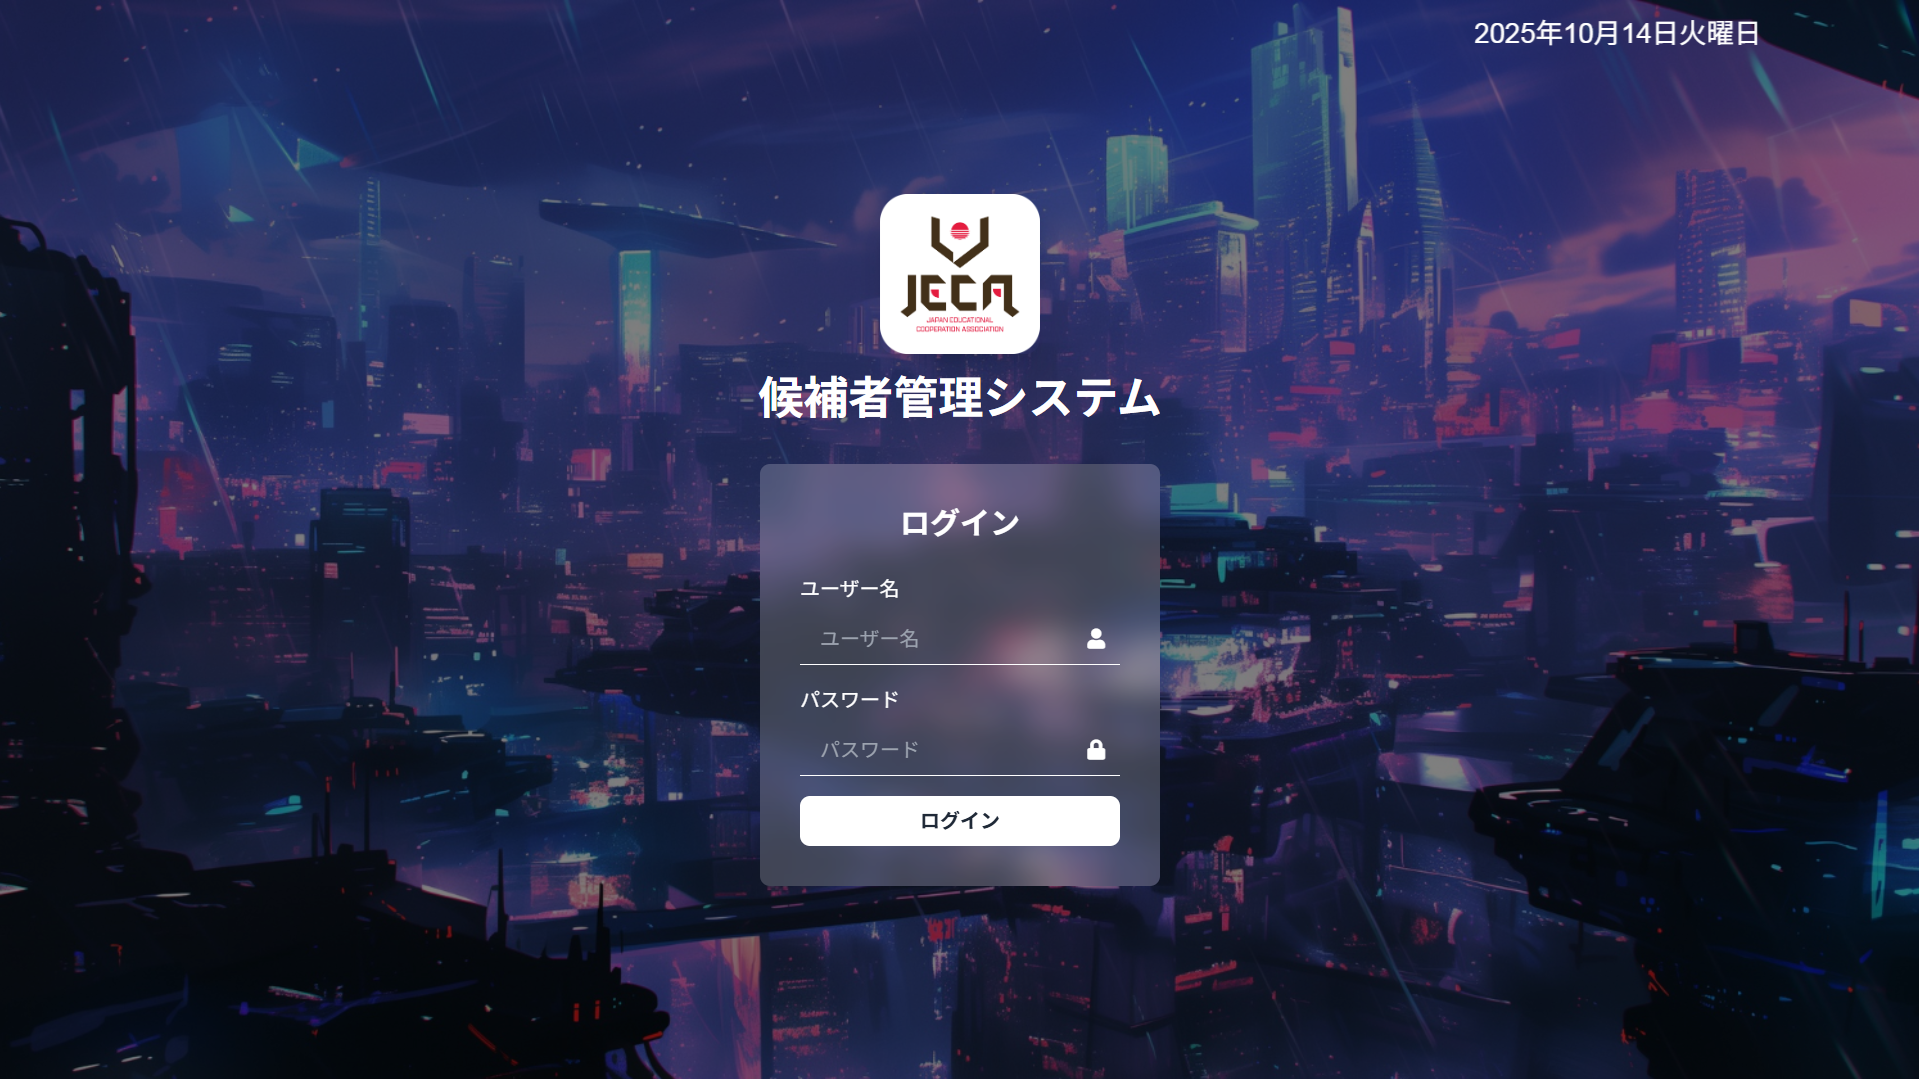 2025年10月14日火曜日
JECA
JAPAN EDUCATIONAL
COOPERATION ASSOCIATION
候補者管理システム
ログイン
ユーザー名
ユーザー名
パスワード
パスワード
ログイン